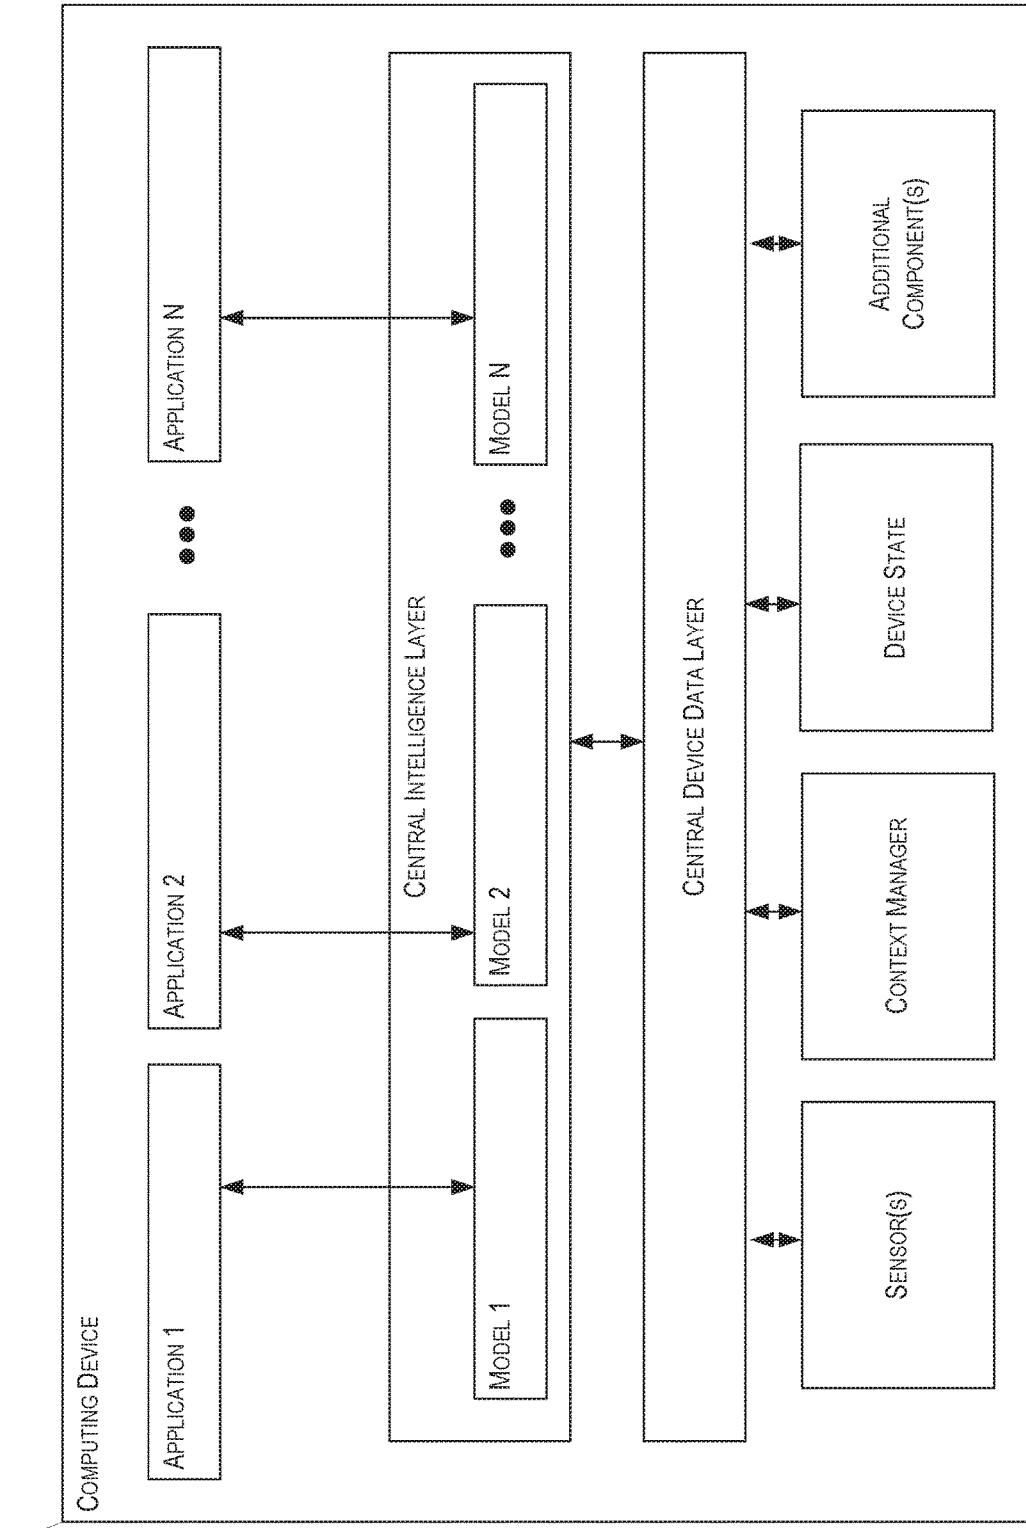 COMPUTING DEVICE
APPLICATION 1
APPLICATION 2
APPLICATION N
CENTRAL INTELLIGENCE LAYER
MODEL 1
MODEL 2
MODEL N
CENTRAL DEVICE DATA LAYER
SENSOR(S)
CONTEXT MANAGER
DEVICE STATE
ADDITIONAL
COMPONENT(S)